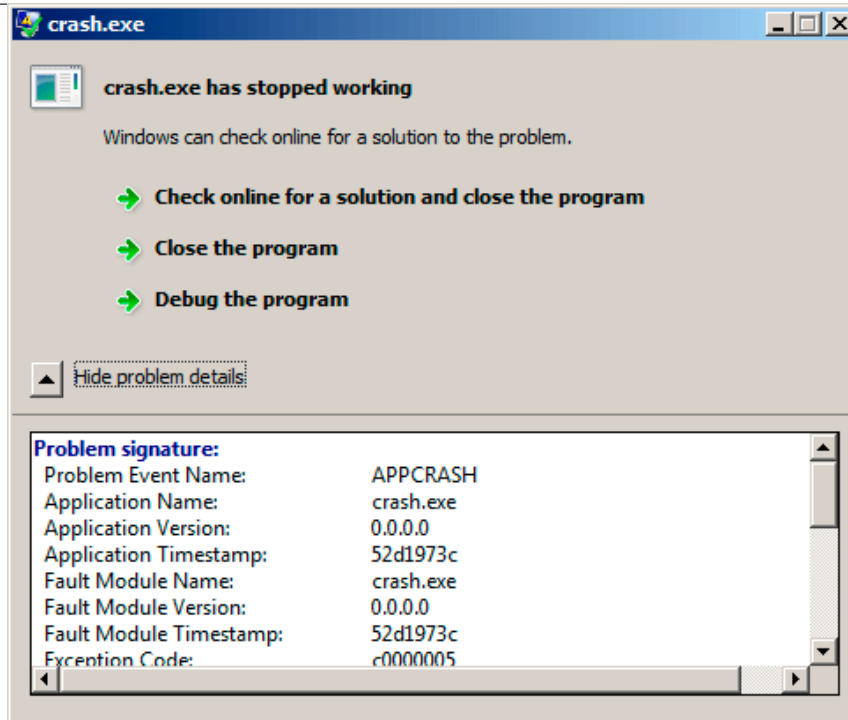 crash.exe
crash.exe has stopped working
Windows can check online for a solution to the problem.
Check online for a solution and close the program
Close the program
Debug the program
Hide problem details
Problem signature:
Problem Event Name: APPCRASH
Application Name: crash.exe
Application Version: 0.0.0.0
Application Timestamp: 52d1973c
Fault Module Name: crash.exe
Fault Module Version: 0.0.0.0
Fault Module Timestamp: 52d1973c
Exception Code: c0000005